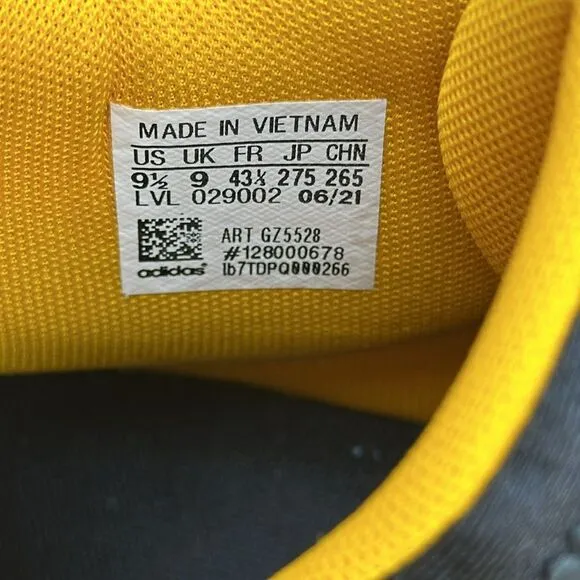 MADE IN VIETNAM
US UK FR JP CHN
9½ 9 43⅓ 275 265
LVL 029002 06/21
ART GZ5528
#128000678
lb7TDPQ000266
adidas